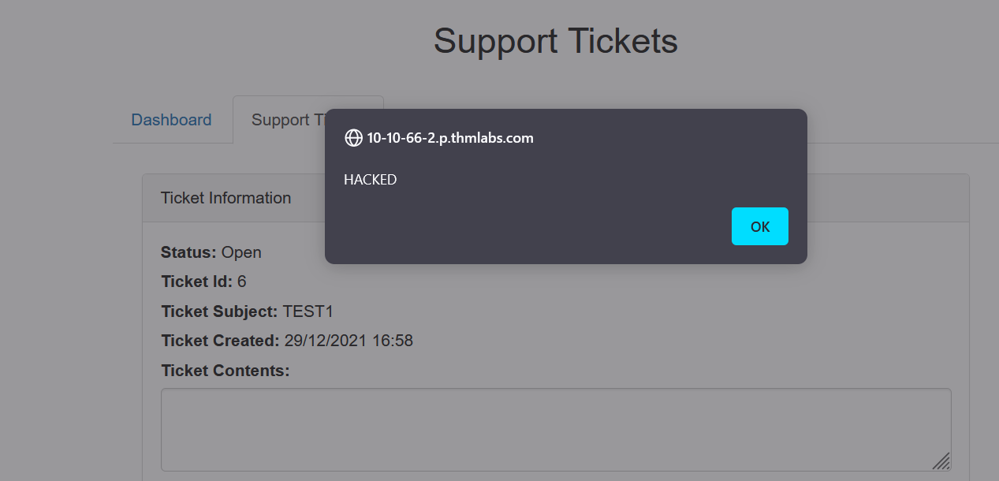 Support Tickets
Dashboard
Support Ti
10-10-66-2.p.thmlabs.com
HACKED
OK
Ticket Information
Status: Open
Ticket Id: 6
Ticket Subject: TEST1
Ticket Created: 29/12/2021 16:58
Ticket Contents: